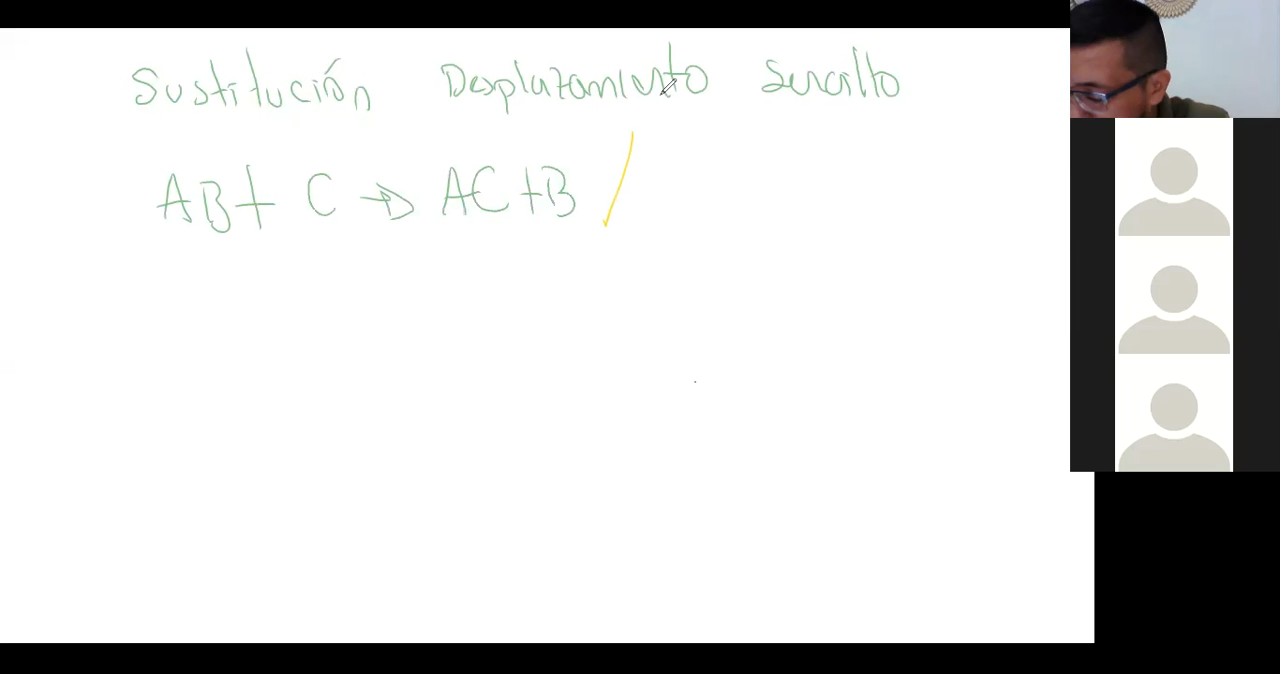 Sustitución Desplazamiento Sencillo
AB + C → AC + B